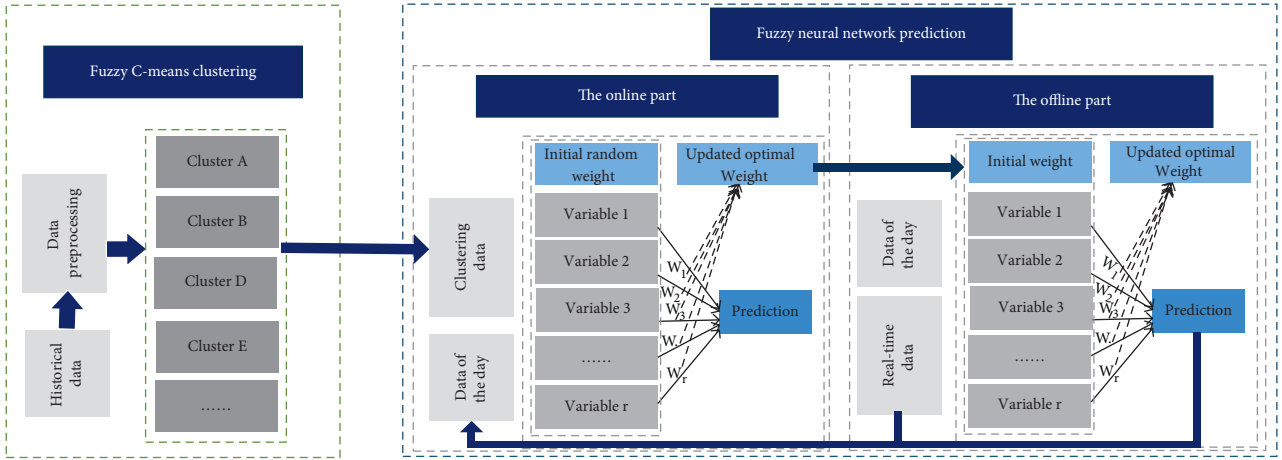 Fuzzy C-means clustering
Historical
data
Data
preprocessing
Cluster A
Cluster B
Cluster D
Cluster E
......
Fuzzy neural network prediction
The online part
Clustering
data
Data of
the day
Initial random
weight
Variable 1
Variable 2
Variable 3
......
Variable r
Updated optimal
Weight
W1
W2
W3
W.
Wr
Prediction
The offline part
Data of
the day
Real-time
data
Initial weight
Variable 1
Variable 2
Variable 3
......
Variable r
Updated optimal
Weight
W
W2
W3
W.
Wr
Prediction